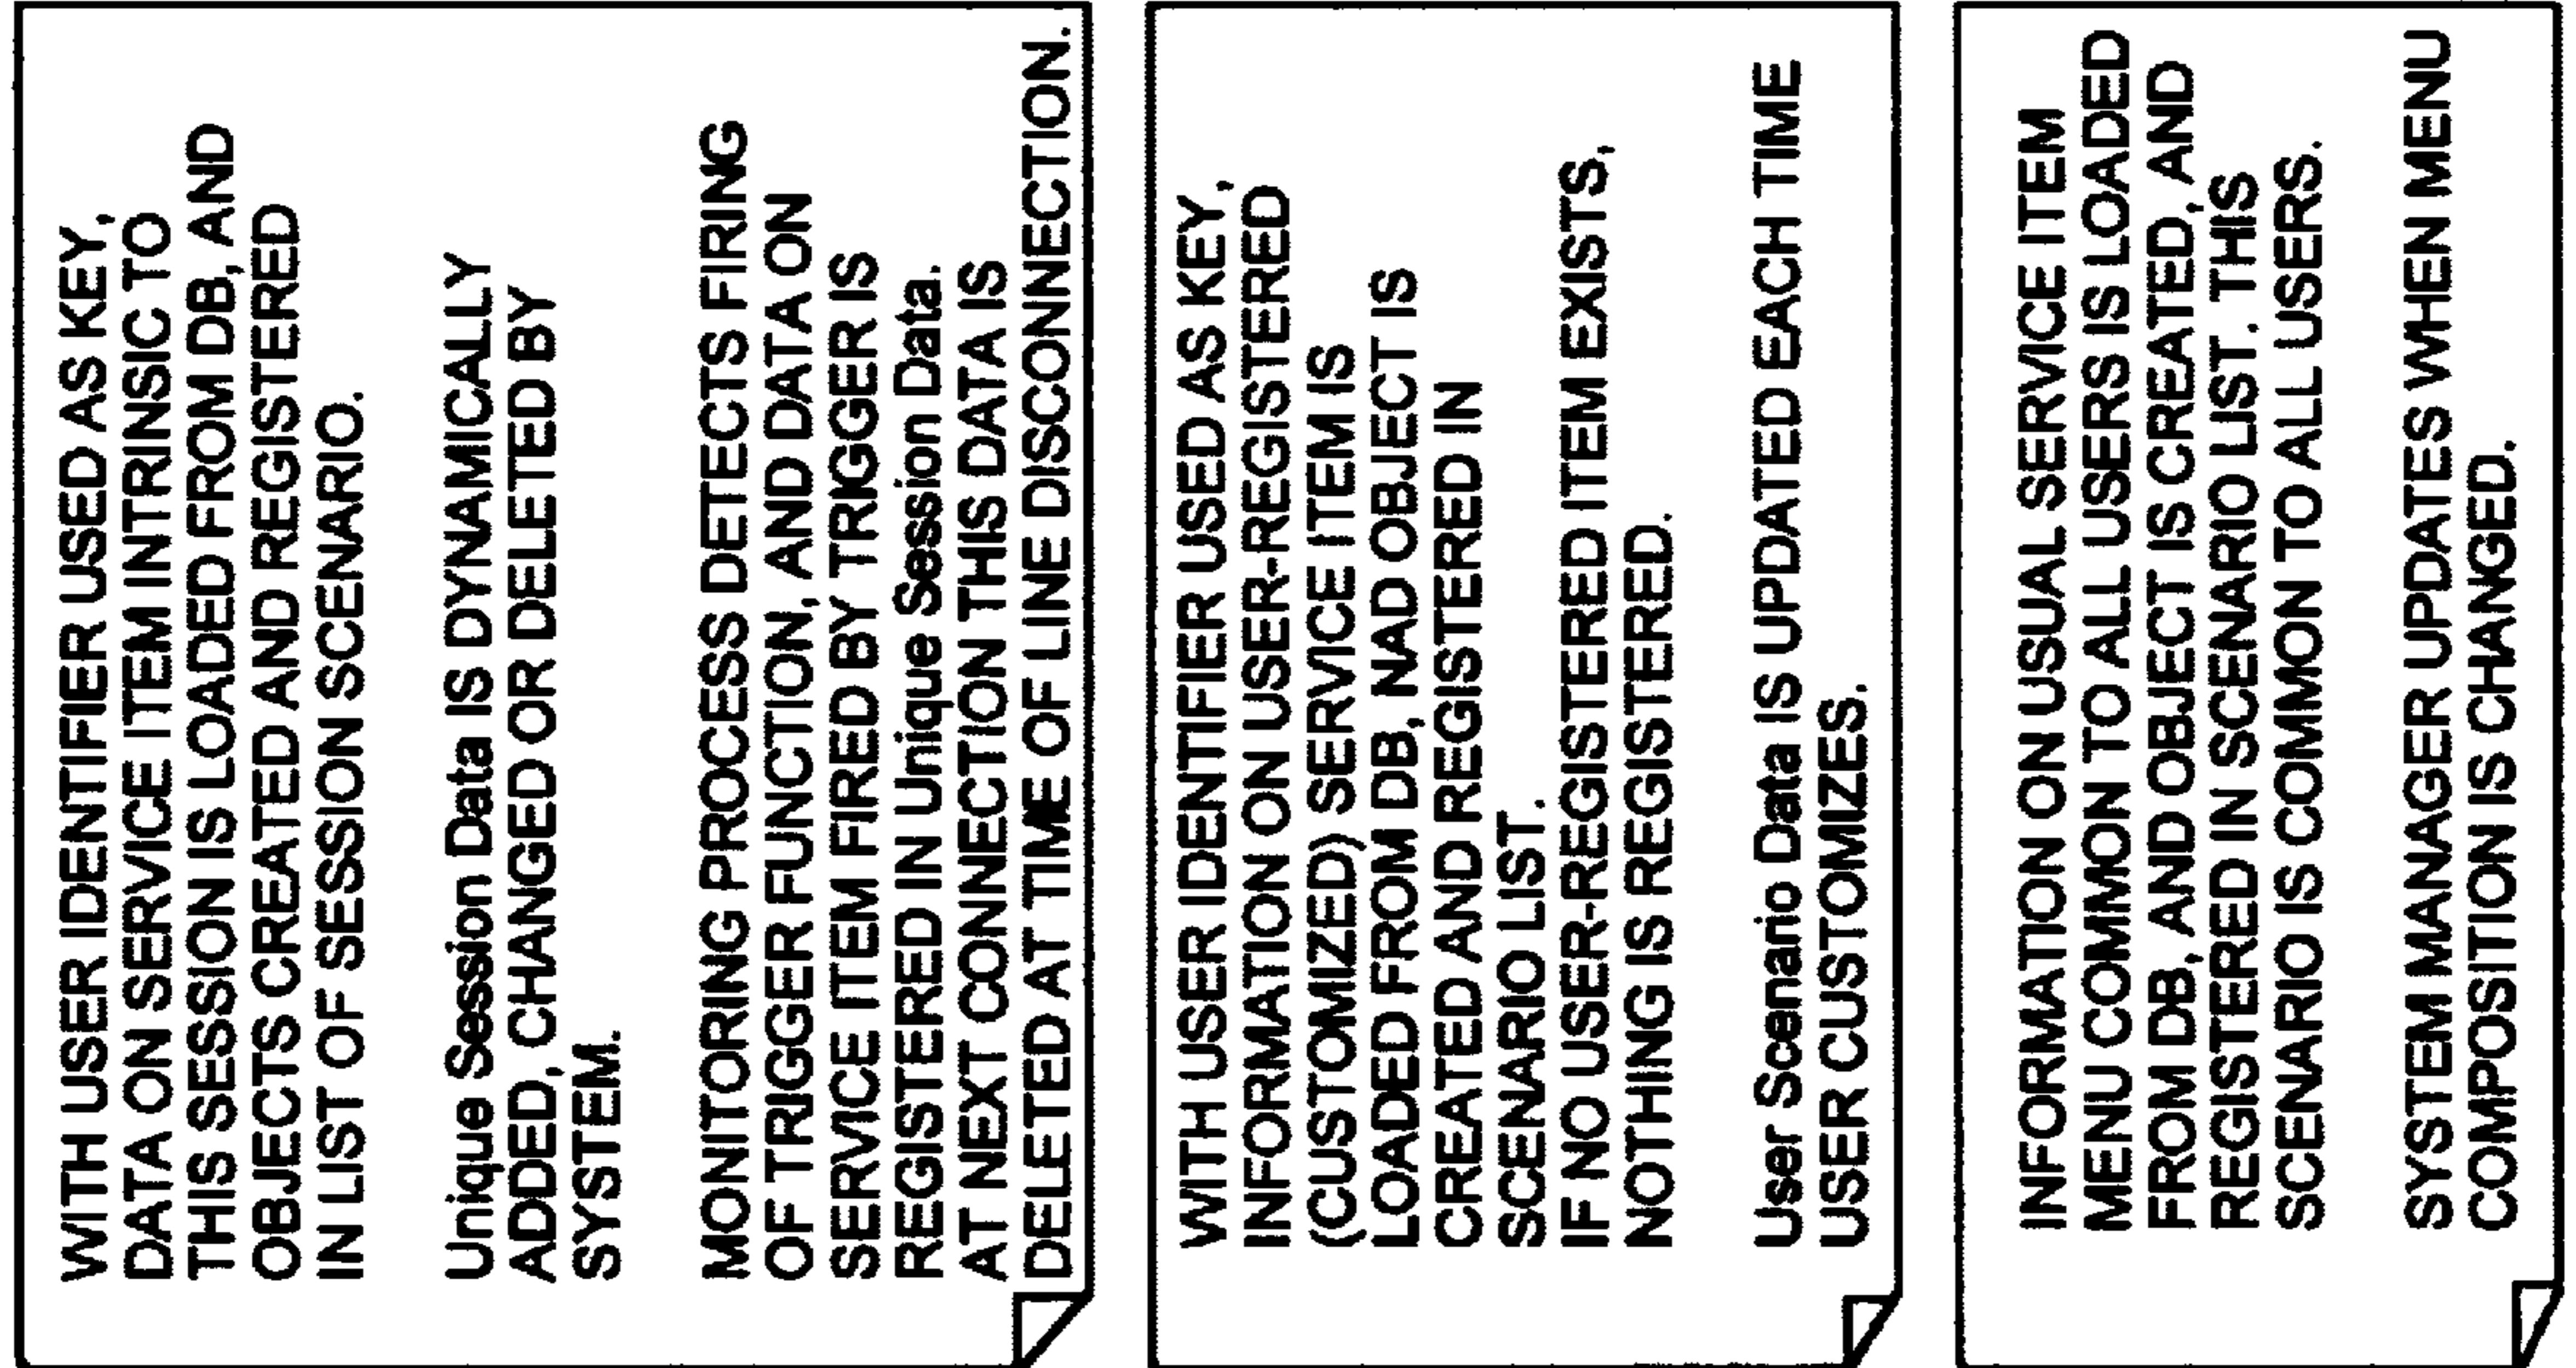 WITH USER IDENTIFIER USED AS KEY,
DATA ON SERVICE ITEM INTRINSIC TO
THIS SESSION IS LOADED FROM DB, AND
OBJECTS CREATED AND REGISTERED
IN LIST OF SESSION SCENARIO.
Unique Session Data IS DYNAMICALLY
ADDED, CHANGED OR DELETED BY
SYSTEM.
MONITORING PROCESS DETECTS FIRING
OF TRIGGER FUNCTION, AND DATA ON
SERVICE ITEM FIRED BY TRIGGER IS
REGISTERED IN Unique Session Data.
AT NEXT CONNECTION THIS DATA IS
DELETED AT TIME OF LINE DISCONNECTION.
WITH USER IDENTIFIER USED AS KEY,
INFORMATION ON USER-REGISTERED
(CUSTOMIZED) SERVICE ITEM IS
LOADED FROM DB, NAD OBJECT IS
CREATED AND REGISTERED IN
SCENARIO LIST.
IF NO USER-REGISTERED ITEM EXISTS,
NOTHING IS REGISTERED.
User Scenario Data IS UPDATED EACH TIME
USER CUSTOMIZES.
INFORMATION ON USUAL SERVICE ITEM
MENU COMMON TO ALL USERS IS LOADED
FROM DB, AND OBJECT IS CREATED, AND
REGISTERED IN SCENARIO LIST. THIS
SCENARIO IS COMMON TO ALL USERS.
SYSTEM MANAGER UPDATES WHEN MENU
COMPOSITION IS CHANGED.